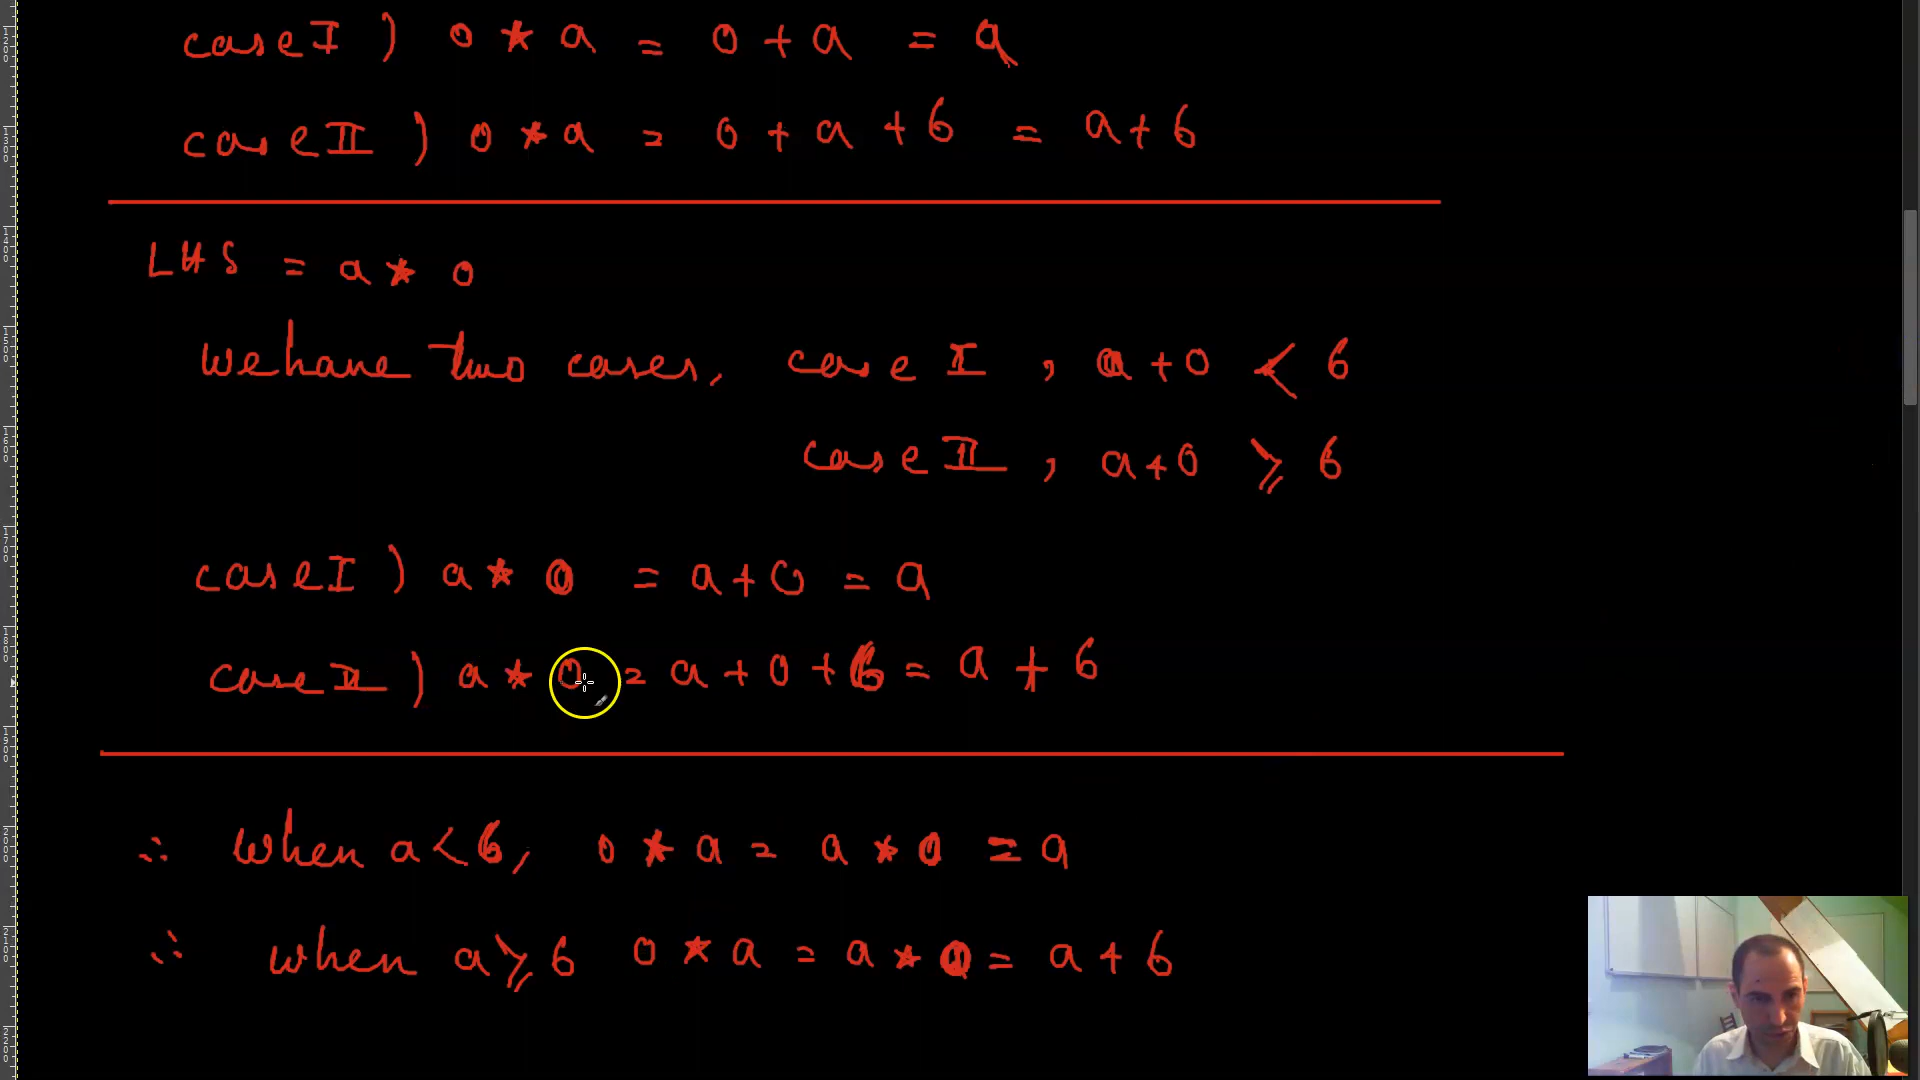 case I ) 0 * a = 0 + a = a
case II ) 0 * a = 0 + a + 6 = a + 6
LHS = a * 0
we have two cases, case I , a + 0 < 6
case II , a + 0 ⩾ 6
case I ) a * 0 = a + 0 = a
case II ) a * 0 = a + 0 + 6 = a + 6
∴ when a < 6, 0 * a = a * 0 = a
∴ when a ⩾ 6 0 * a = a * 0 = a + 6